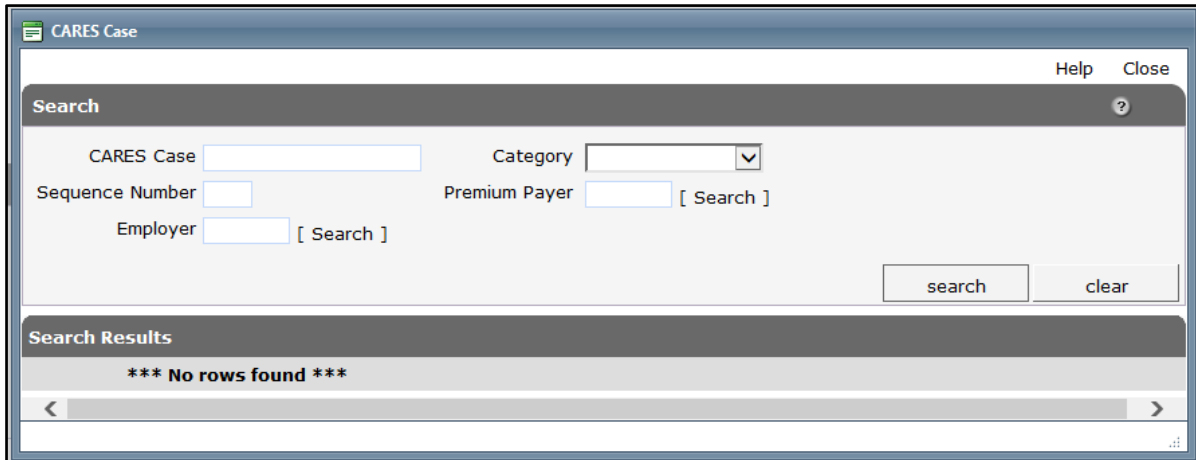 CARES Case
Help Close
Search ?
CARES Case Category
Sequence Number Premium Payer [ Search ]
Employer [ Search ]
search clear
Search Results
*** No rows found ***